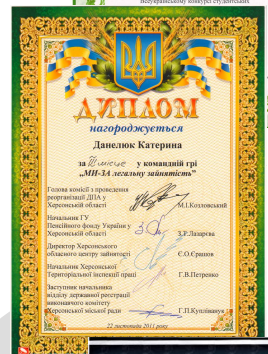 Всеукраїнському конкурсі студентських
ДИПЛОМ
нагороджується
Данелюк Катерина
за ІІ місце у командній грі
„МИ-ЗА легальну зайнятість"
Голова комісії з проведення
реорганізації ДПА у
Херсонській області М.І.Козловський
Начальник ГУ
Пенсійного фонду України у
Херсонській області З.Р.Лазарєва
Директор Херсонського
обласного центру зайнятості Є.О.Єрашов
Начальник Херсонської
Територіальної інспекції праці Г.В.Петренко
Заступник начальника
відділу державної реєстрації
виконавчого комітету
Херсонської міської ради Г.П.Купліванук
22 листопада 2011 року